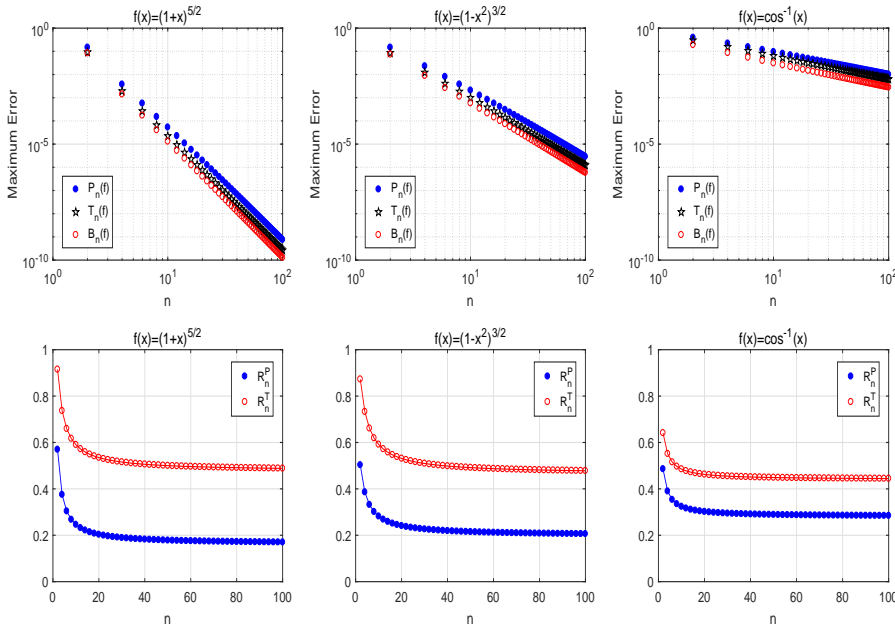 f(x)=(1+x)^{5/2}
Maximum Error
10^0
10^{-5}
10^{-10}
P_n(f)
T_n(f)
B_n(f)
10^0 10^1 10^2
n
f(x)=(1-x^2)^{3/2}
Maximum Error
10^0
10^{-5}
10^{-10}
P_n(f)
T_n(f)
B_n(f)
10^0 10^1 10^2
n
f(x)=cos^{-1}(x)
Maximum Error
10^0
10^{-5}
10^{-10}
P_n(f)
T_n(f)
B_n(f)
10^0 10^1 10^2
n
f(x)=(1+x)^{5/2}
1
0.8
0.6
0.4
0.2
0
R_n^P
R_n^T
0 20 40 60 80 100
n
f(x)=(1-x^2)^{3/2}
1
0.8
0.6
0.4
0.2
0
R_n^P
R_n^T
0 20 40 60 80 100
n
f(x)=cos^{-1}(x)
1
0.8
0.6
0.4
0.2
0
R_n^P
R_n^T
0 20 40 60 80 100
n